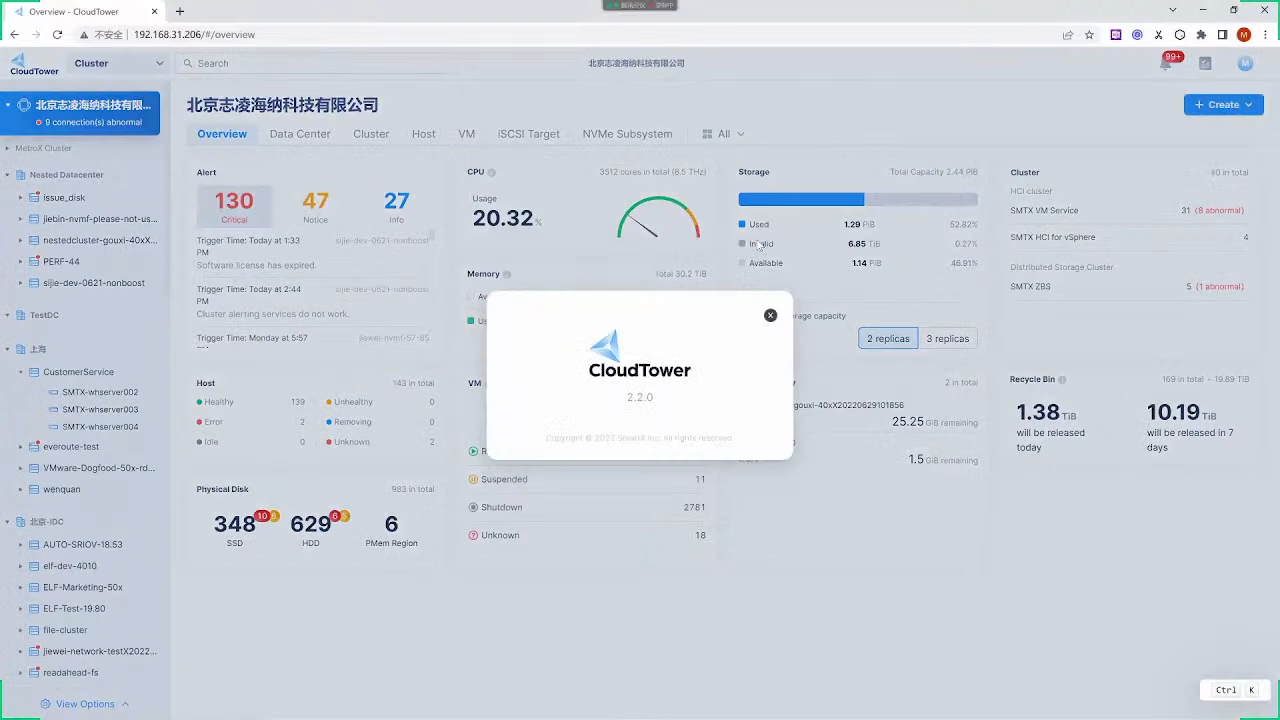 Overview - CloudTower
不安全
192.168.31.206/#/overview
M
CloudTower
Cluster
Search
北京志凌海纳科技有限公司
99+
M
北京志凌海纳科技有限...
9 connection(s) abnormal
MetroX Cluster
Nested Datacenter
issue_disk
jiebin-nvmf-please-not-us...
nestedcluster-gouxi-40xX...
PERF-44
sijie-dev-0621-nonboost
TestDC
上海
CustomerService
SMTX-whserver002
SMTX-whserver003
SMTX-whserver004
everoute-test
VMware-Dogfood-50x-rd...
wenquan
北京-IDC
AUTO-SRIOV-18.53
elf-dev-4010
ELF-Marketing-50x
ELF-Test-19.80
file-cluster
jiewei-network-testX2022...
readahead-fs
View Options
北京志凌海纳科技有限公司
Create
Overview
Data Center
Cluster
Host
VM
iSCSI Target
NVMe Subsystem
All
Alert
130
Critical
47
Notice
27
Info
Trigger Time: Today at 1:33 PM
sijie-dev-0621-nonboost
Software license has expired.
Trigger Time: Today at 2:44 PM
sijie-dev-0621-nonboost
Cluster alerting services do not work.
Trigger Time: Monday at 5:57
jiewei-nvmf-57-85
CPU
3512 cores in total (8.5 THz)
Usage
20.32 %
Memory
Total 30.2 TiB
Storage
Total Capacity 2.44 PiB
Used 1.29 PiB 52.82%
6.85 TiB 0.27%
Available 1.14 PiB 46.91%
capacity
2 replicas
3 replicas
Cluster
in total
HCI cluster
SMTX VM Service 31 (8 abnormal)
SMTX HCI for vSphere 4
Distributed Storage Cluster
SMTX ZBS 5 (1 abnormal)
CloudTower
2.2.0
Copyright © 2022 SmartX Inc. All rights reserved.
Host
143 in total
Healthy 139
Unhealthy 0
Error 2
Removing 0
Idle 0
Unknown 2
VM
Suspended 11
Shutdown 2781
Unknown 18
2 in total
gouxi-40xX20220629101856
25.25 GiB remaining
1.5 GiB remaining
Recycle Bin
169 in total - 19.89 TiB
1.38 TiB
will be released today
10.19 TiB
will be released in 7 days
Physical Disk
983 in total
348
10
SSD
629
6
HDD
6
PMem Region
Ctrl
K